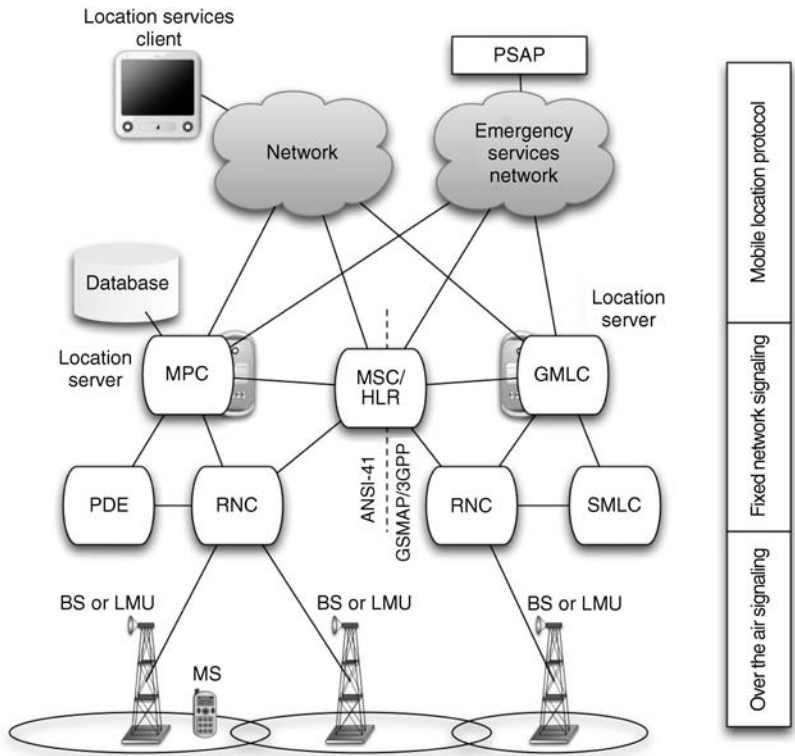 Location services
client
PSAP
Network
Emergency
services
network
Database
Location
server
Location
server
MPC
MSC/
HLR
GMLC
ANSI-41
GSMAP/3GPP
PDE
RNC
RNC
SMLC
BS or LMU
BS or LMU
BS or LMU
MS
Mobile location protocol
Fixed network signaling
Over the air signaling